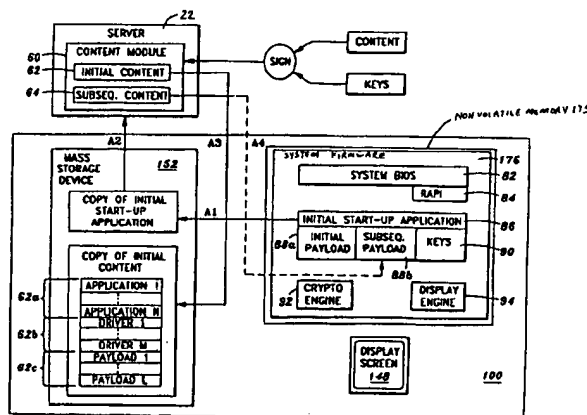 22
SERVER
60
CONTENT MODULE
62
INITIAL CONTENT
64
SUBSEQ. CONTENT
SIGN
CONTENT
KEYS
NON VOLATILE MEMORY 175
A2
A3
A4
MASS STORAGE DEVICE
152
COPY OF INITIAL START-UP APPLICATION
A1
COPY OF INITIAL CONTENT
62a
APPLICATION 1
APPLICATION N
62b
DRIVER 1
DRIVER M
62c
PAYLOAD 1
PAYLOAD L
SYSTEM FIRMWARE
176
SYSTEM BIOS
82
RAPI
84
INITIAL START-UP APPLICATION
86
88a
INITIAL PAYLOAD
SUBSEQ. PAYLOAD
KEYS
90
88b
92
CRYPTO ENGINE
DISPLAY ENGINE
94
DISPLAY SCREEN
148
100